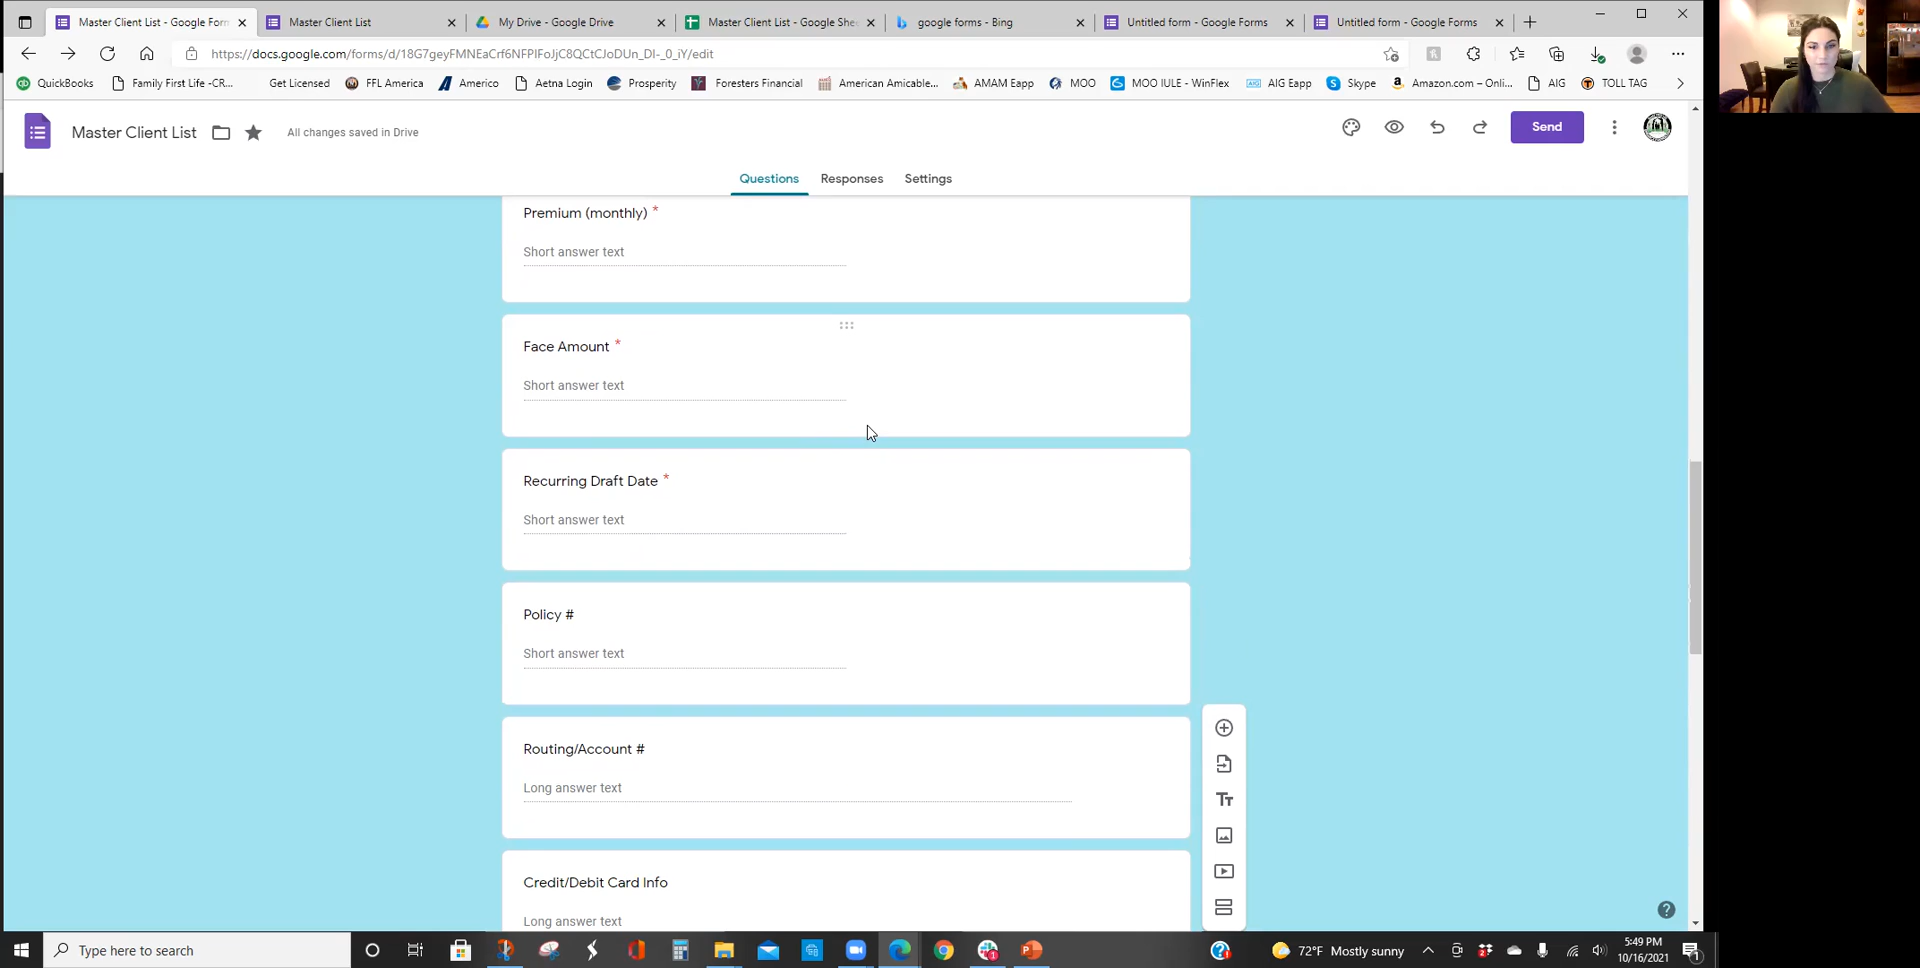 Master Client List - Google Form
Master Client List
My Drive - Google Drive
Master Client List - Google Shee
google forms - Bing
Untitled form - Google Forms
Untitled form - Google Forms
https://docs.google.com/forms/d/18G7geyFMNEaCrf6NFPIFoJjC8QCtCJoDUn_DI-_0_iY/edit
QuickBooks
Family First Life -CR...
Get Licensed
FFL America
Americo
Aetna Login
Prosperity
Foresters Financial
American Amicable...
AMAM Eapp
MOO
MOO IULE - WinFlex
AIG Eapp
Skype
Amazom.com – Onli...
AIG
TOLL TAG
Master Client List
All changes saved in Drive
Send
Questions
Responses
Settings
Premium (monthly) *
Short answer text
Face Amount *
Short answer text
Recurring Draft Date *
Short answer text
Policy #
Short answer text
Routing/Account #
Long answer text
Credit/Debit Card Info
Long answer text
Type here to search
72°F Mostly sunny
5:49 PM
10/16/2021